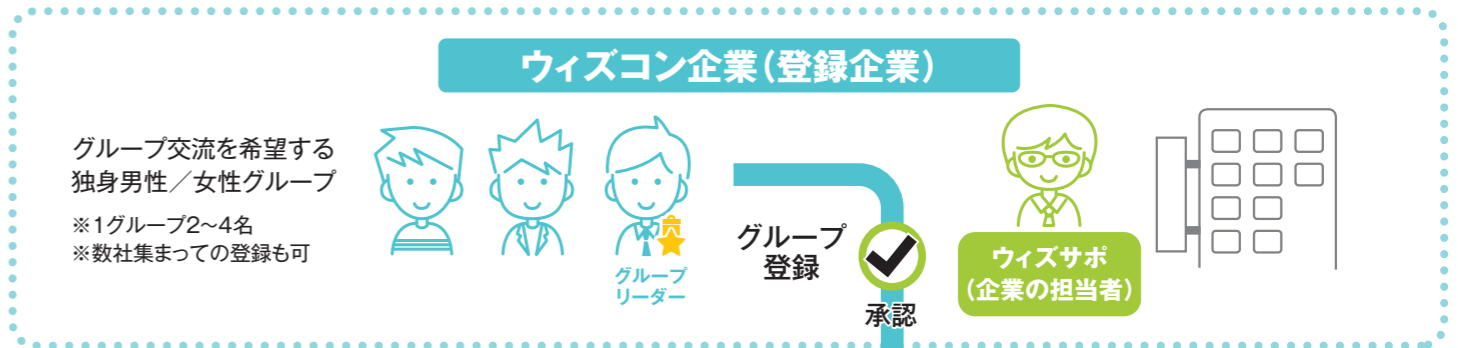 ウィズコン企業（登録企業）
グループ交流を希望する
独身男性／女性グループ
※1グループ2〜4名
※数社集まっての登録も可
グループ
リーダー
グループ
登録
承認
ウィズサポ
（企業の担当者）